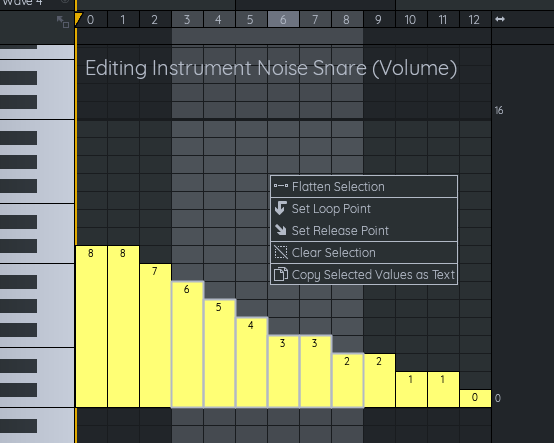 Wave 4
0 1 2 3 4 5 6 7 8 9 10 11 12
Editing Instrument Noise Snare (Volume)
16
Flatten Selection
Set Loop Point
Set Release Point
Clear Selection
Copy Selected Values as Text
8 8 7 6 5 4 3 3 2 2 1 1 0
0